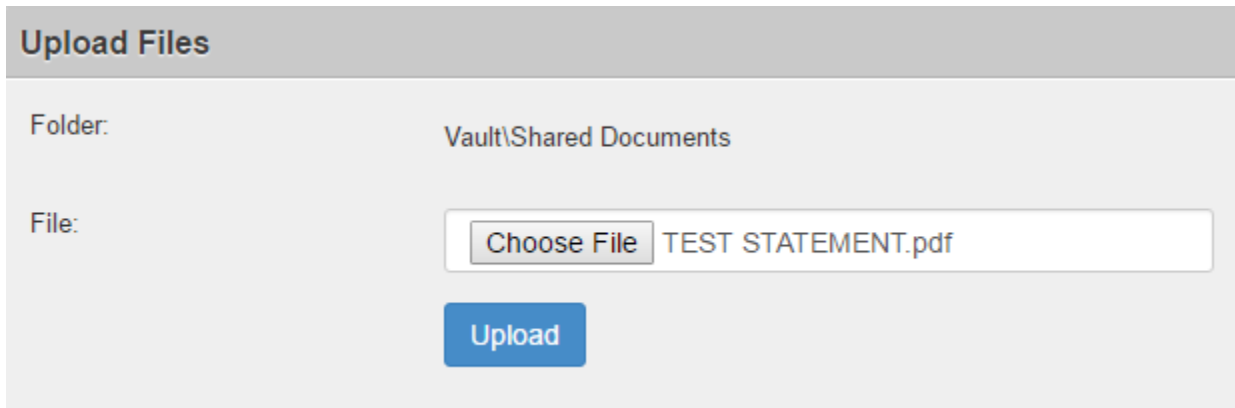 Upload Files
Folder:
Vault\Shared Documents
File:
Choose File TEST STATEMENT.pdf
Upload